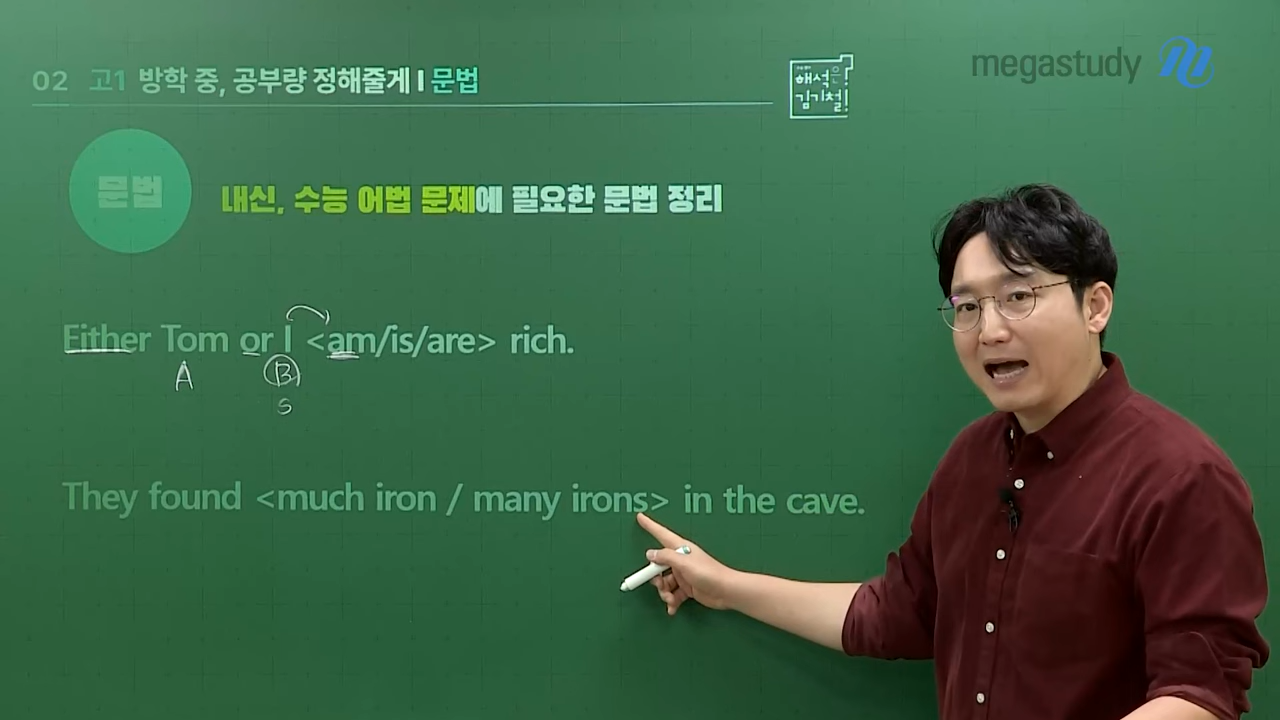 02 고1 방학 중, 공부량 정해줄게 | 문법
해석은!
김기철!
megastudy
문법
내신, 수능 어법 문제에 필요한 문법 정리
Either Tom or I <am/is/are> rich.
A B
S
They found <much iron / many irons> in the cave.